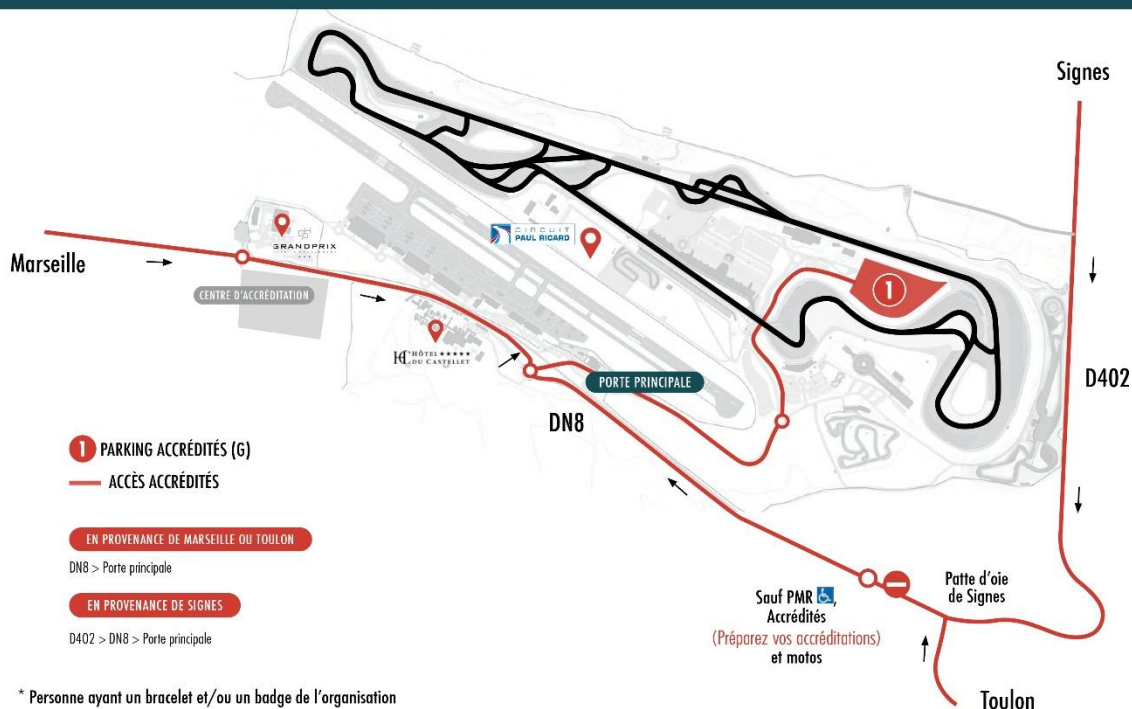 Signes
CIRCUIT
PAUL RICARD
GRANDPRIX
Marseille
1
CENTRE D'ACCRÉDITATION
HC HÔTEL ★★★★★
DU CASTELLET
PORTE PRINCIPALE
D402
DN8
1 PARKING ACCRÉDITÉS (G)
ACCÈS ACCRÉDITÉS
EN PROVENANCE DE MARSEILLE OU TOULON
DN8 > Porte principale
EN PROVENANCE DE SIGNES
D402 > DN8 > Porte principale
Patte d'oie
de Signes
Sauf PMR,
Accrédités
(Préparez vos accréditations)
et motos
Toulon
* Personne ayant un bracelet et/ou un badge de l'organisation